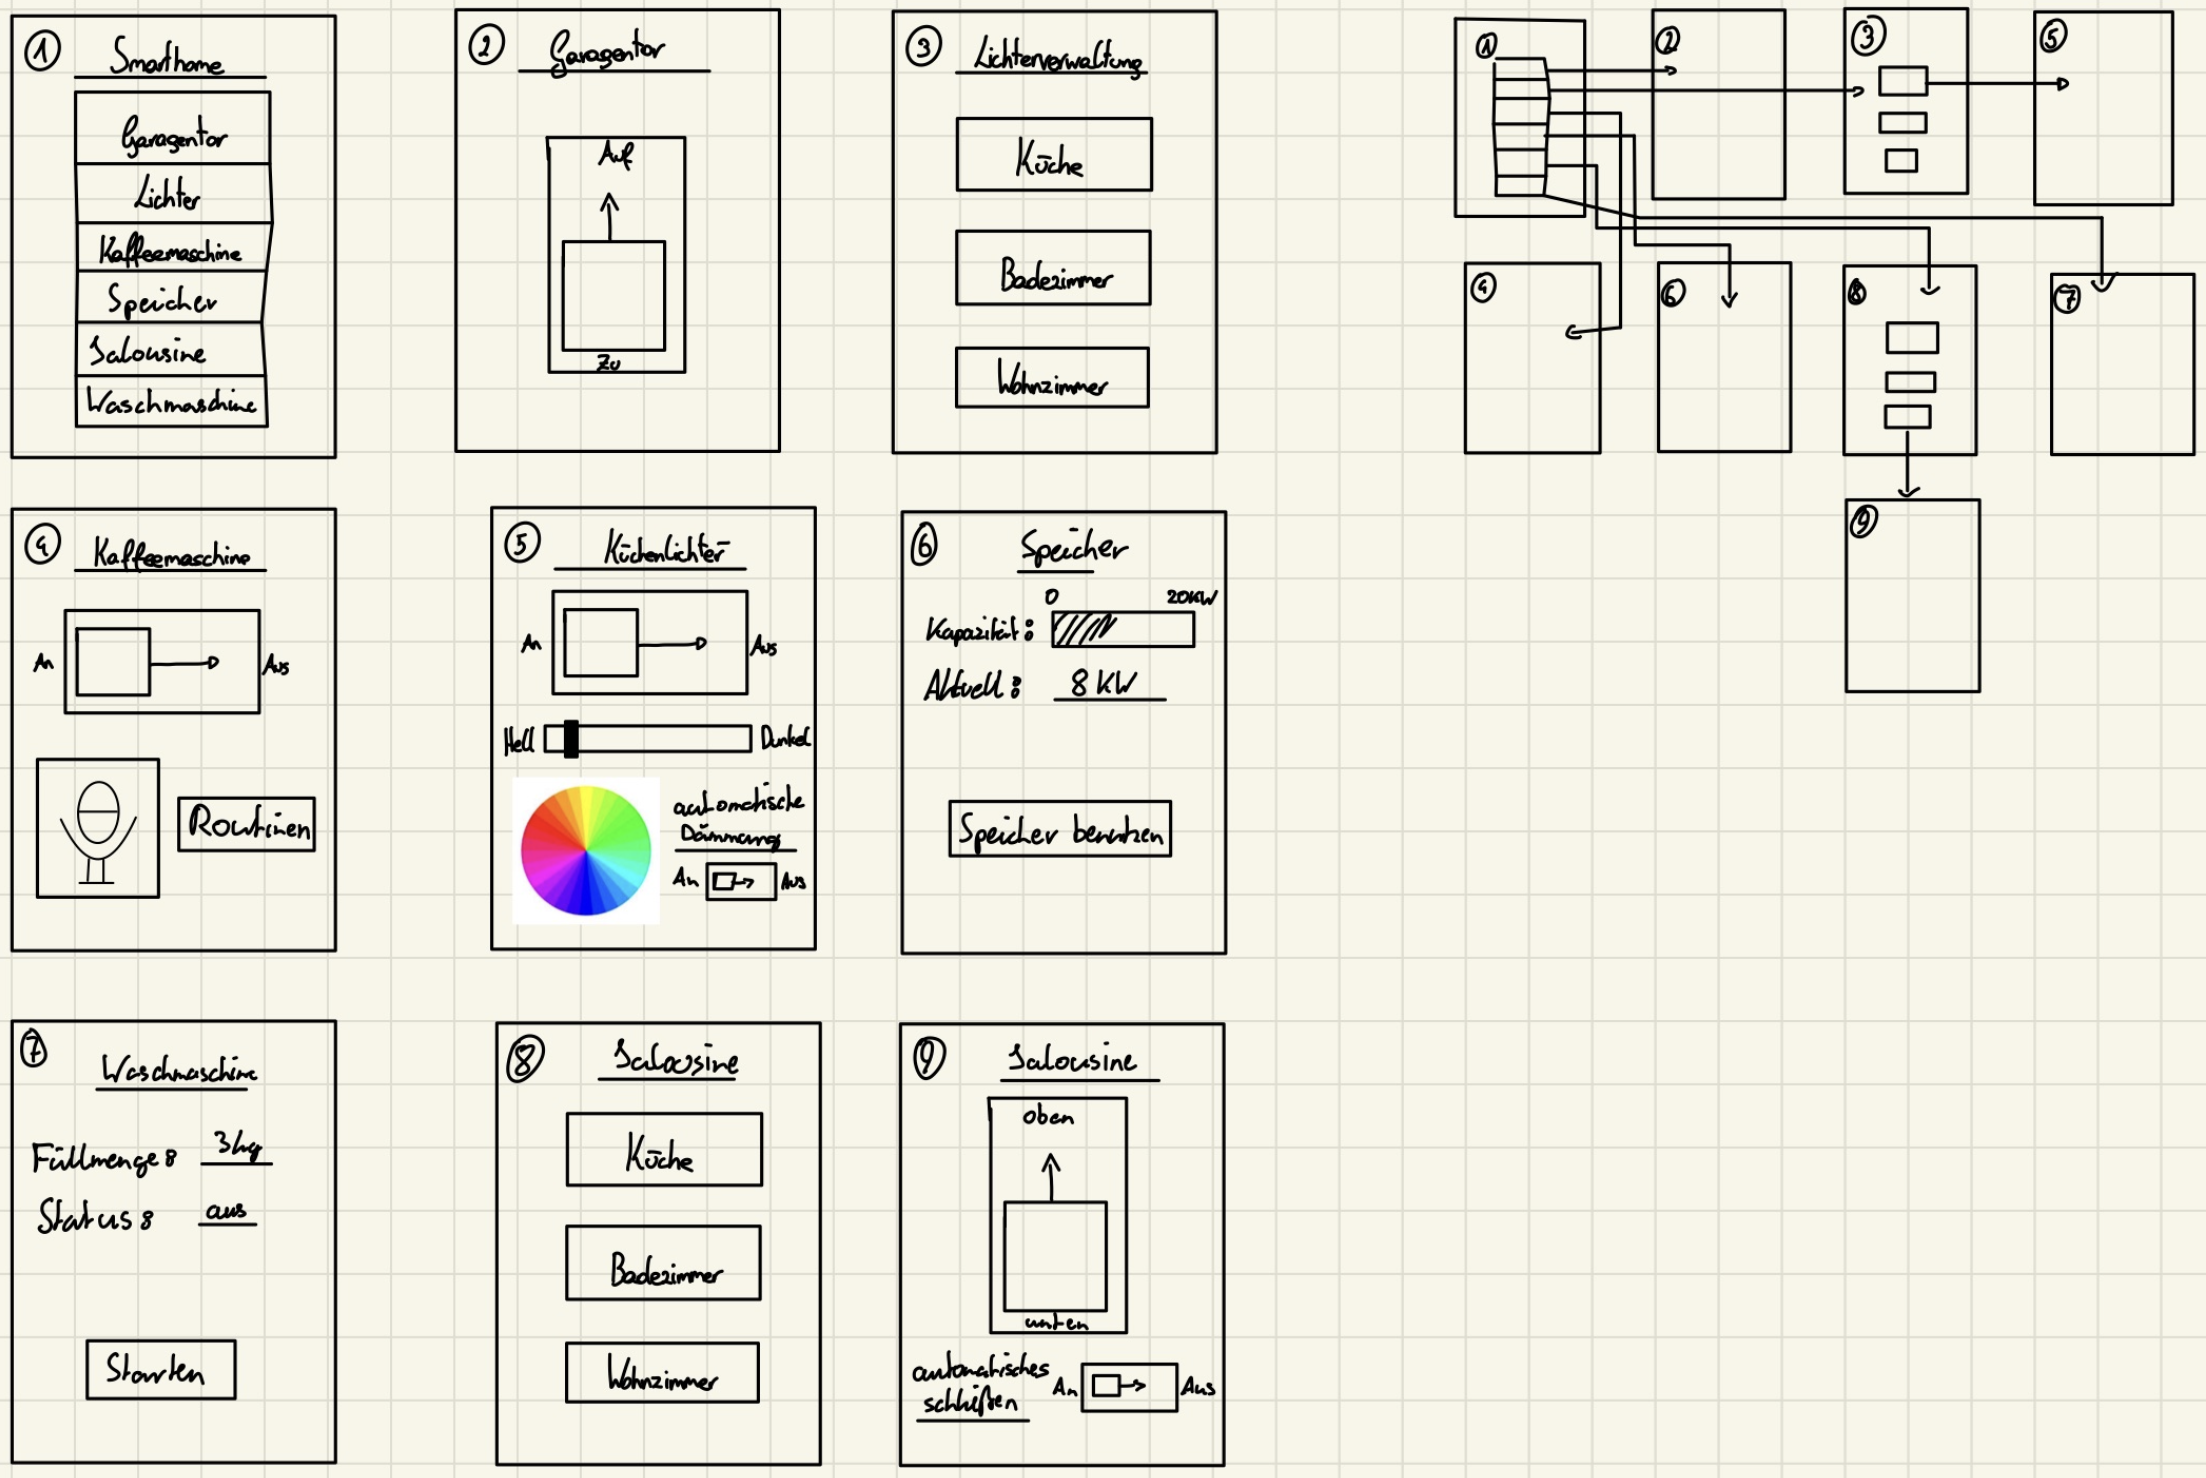 1
Smarthome
Garagentor
Lichter
Kaffeemaschine
Speicher
Jalousine
Waschmaschine
2
Garagentor
Auf
Zu
3
Lichterverwaltung
Küche
Badezimmer
Wohnzimmer
4
Kaffeemaschine
An
Aus
Routinen
5
Küchenlichter
An
Aus
Hell
Dunkel
automatische
Dämmung
An
Aus
6
Speicher
0
20KW
Kapazität:
Aktuell: 8 KW
Speicher benutzen
7
Waschmaschine
Füllmenge: 3kg
Status: aus
Starten
8
Jalousine
Küche
Badezimmer
Wohnzimmer
9
Jalousine
oben
unten
automatisches
schließen
An
Aus
1
2
3
5
4
6
8
7
9